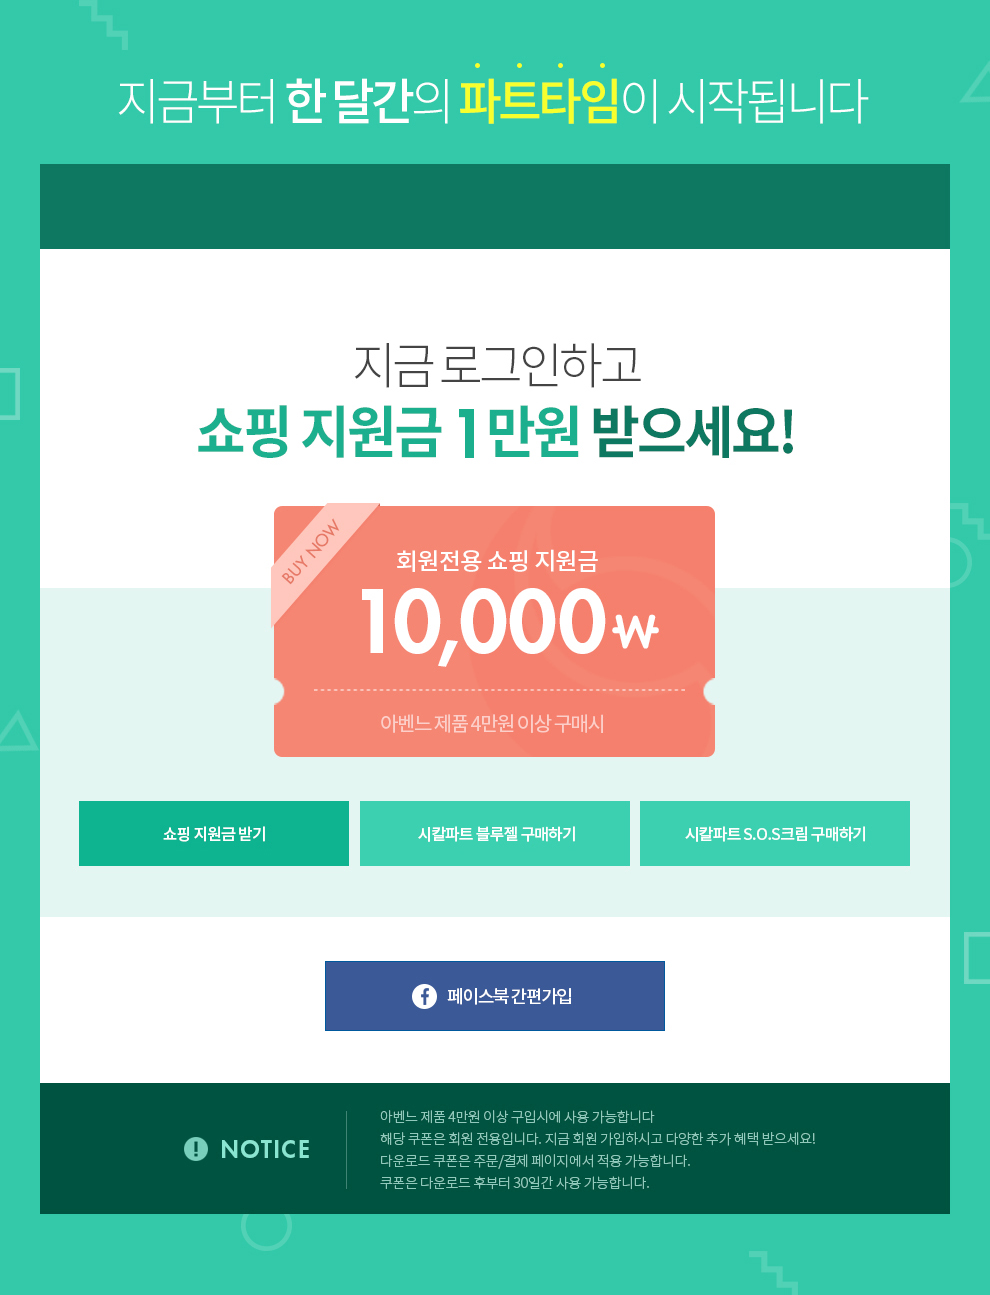 지금부터 한 달간의 파트타임이 시작됩니다
지금 로그인하고
쇼핑 지원금 1만원 받으세요!
BUY NOW
회원전용 쇼핑 지원금
10,000₩
아벤느 제품 4만원 이상 구매시
쇼핑 지원금 받기
시칼파트 블루젤 구매하기
시칼파트 S.O.S크림 구매하기
페이스북 간편가입
NOTICE
아벤느 제품 4만원 이상 구입시에 사용 가능합니다
해당 쿠폰은 회원 전용입니다. 지금 회원 가입하시고 다양한 추가 혜택 받으세요!
다운로드 쿠폰은 주문/결제 페이지에서 적용 가능합니다.
쿠폰은 다운로드 후부터 30일간 사용 가능합니다.